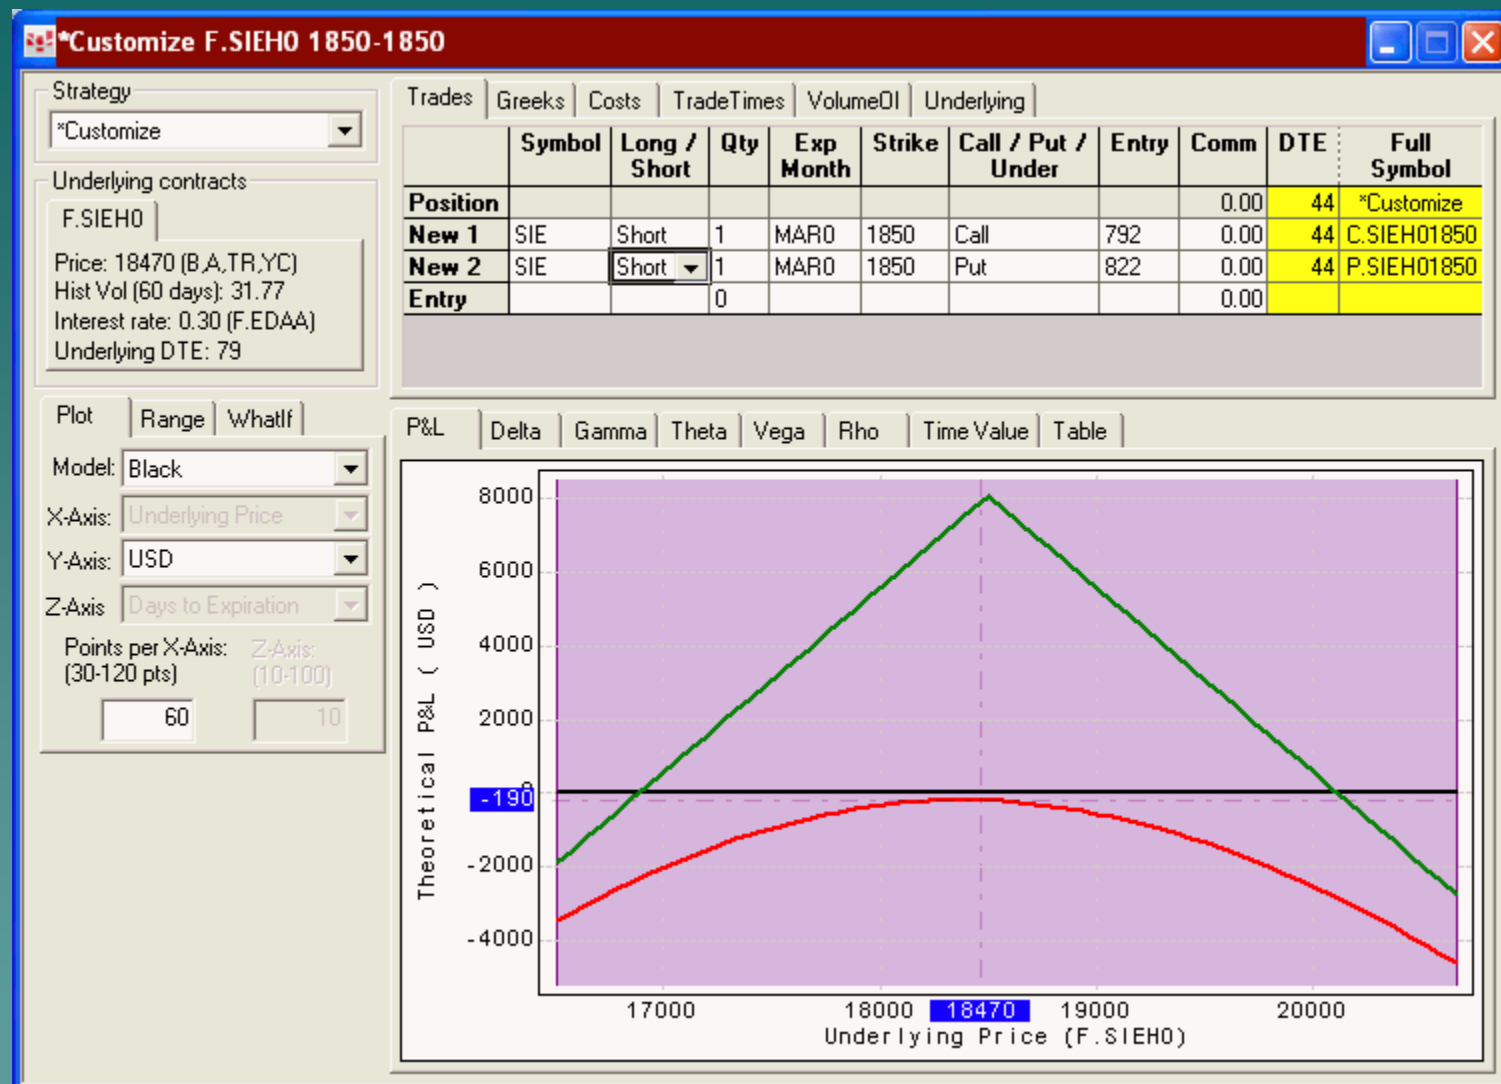 *Customize F.SIEH0 1850-1850
Strategy
*Customize
Underlying contracts
F.SIEH0
Price: 18470 (B,A,TR,YC)
Hist Vol (60 days): 31.77
Interest rate: 0.30 (F.EDAA)
Underlying DTE: 79
Trades Greeks Costs TradeTimes VolumeOI Underlying
Symbol Long / Short Qty Exp Month Strike Call / Put / Under Entry Comm DTE Full Symbol
Position 0.00 44 *Customize
New 1 SIE Short 1 MAR0 1850 Call 792 0.00 44 C.SIEH01850
New 2 SIE Short 1 MAR0 1850 Put 822 0.00 44 P.SIEH01850
Entry 0 0.00
Plot Range WhatIf
Model: Black
X-Axis: Underlying Price
Y-Axis: USD
Z-Axis Days to Expiration
Points per X-Axis: Z-Axis:
(30-120 pts) (10-100)
60 10
P&L Delta Gamma Theta Vega Rho Time Value Table
Theoretical P&L ( USD )
8000
6000
4000
2000
0
-190
-2000
-4000
17000 18000 18470 19000 20000
Underlying Price (F.SIEH0)